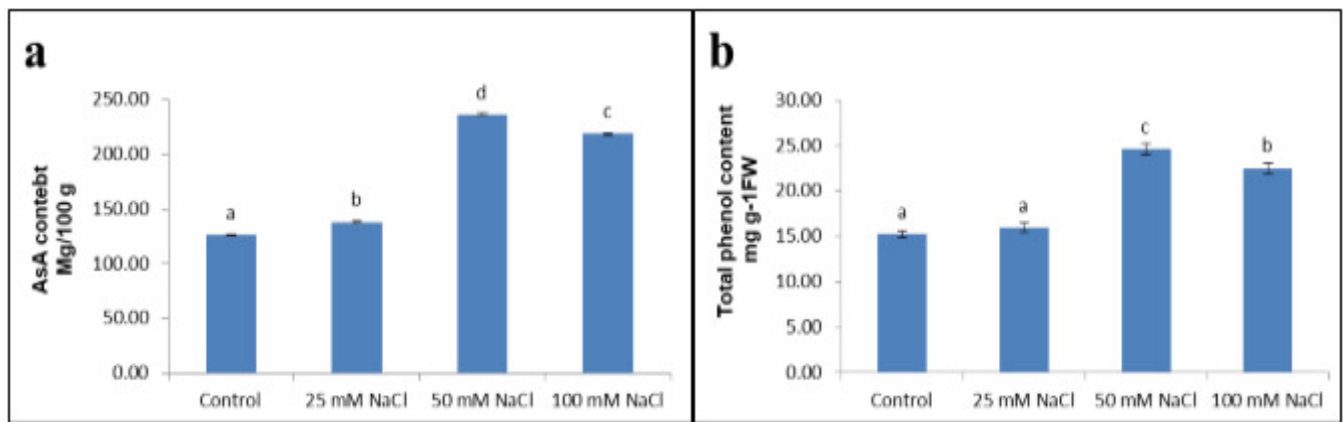 a
AsA contebt
Mg/100 g
250.00
200.00
150.00
100.00
50.00
0.00
a
b
d
c
Control
25 mM NaCl
50 mM NaCl
100 mM NaCl
b
Total phenol content
mg g-1FW
30.00
25.00
20.00
15.00
10.00
5.00
0.00
a
a
c
b
Control
25 mM NaCl
50 mM NaCl
100 mM NaCl